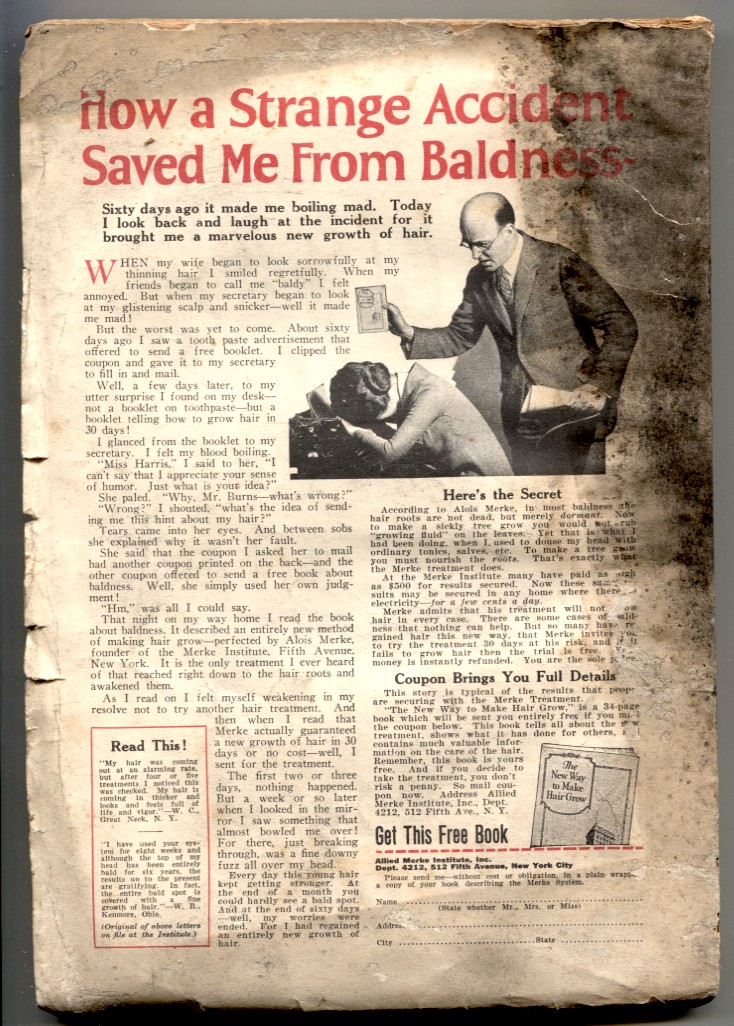 How a Strange Accident
Saved Me From Baldness-
Sixty days ago it made me boiling mad. Today
I look back and laugh at the incident for it
brought me a marvelous new growth of hair.
WHEN my wife began to look sorrowfully at my
thinning hair I smiled regretfully. When my
friends began to call me "baldy" I felt
annoyed. But when my secretary began to look
at my glistening scalp and snicker—well it made
me mad!
But the worst was yet to come. About sixty
days ago I saw a tooth paste advertisement that
offered to send a free booklet. I clipped the
coupon and gave it to my secretary
to fill in and mail.
Well, a few days later, to my
utter surprise I found on my desk—
not a booklet on toothpaste—but a
booklet telling how to grow hair in
30 days!
I glanced from the booklet to my
secretary. I felt my blood boiling.
"Miss Harris," I said to her, "I
can't say that I appreciate your sense
of humor. Just what is your idea?"
She paled. "Why, Mr. Burns—what's wrong?"
"Wrong?" I shouted, "what's the idea of send-
ing me this hint about my hair?"
Tears came into her eyes. And between sobs
she explained why it wasn't her fault.
She said that the coupon I asked her to mail
had another coupon printed on the back—and the
other coupon offered to send a free book about
baldness. Well, she simply used her own judg-
ment!
"Hm," was all I could say.
That night on my way home I read the book
about baldness. It described an entirely new method
of making hair grow—perfected by Alois Merke,
founder of the Merke Institute, Fifth Avenue,
New York. It is the only treatment I ever heard
of that reached right down to the hair roots and
awakened them.
As I read on I felt myself weakening in my
resolve not to try another hair treatment. And
then when I read that
Merke actually guaranteed
a new growth of hair in 30
days or no cost—well, I
sent for the treatment.
The first two or three
days, nothing happened.
But a week or so later
when I looked in the mir-
ror I saw something that
almost bowled me over!
For there, just breaking
through, was a fine downy
fuzz all over my head.
Every day this young hair
kept getting stronger. At
the end of a month you
could hardly see a bald spot.
And at the end of sixty days
—well, my worries were
ended. For I had regained
an entirely new growth of
hair.
Read This!
"My hair was coming
out at an alarming rate,
but after four or five
treatments I noticed this
was checked. My hair is
coming in thicker and
looks and feels full of
life and vigor."—W. C.,
Great Neck, N. Y.
"I have used your sys-
tem for eight weeks and
although the top of my
head has been entirely
bald for six years, the
results up to the present
are gratifying. In fact,
the entire bald spot is
covered with a fine
growth of hair."—W. B.,
Kenmore, Ohio.
(Original of above letters
on file at the Institute.)
Here's the Secret
According to Alois Merke, in most baldness the
hair roots are not dead, but merely dormant. Now
to make a sickly tree grow you would not rub
"growing fluid" on the leaves. Yet that is what I
had been doing, when I used to douse my head with
ordinary tonics, salves, etc. To make a tree grow
you must nourish the roots. That's exactly what
the Merke treatment does.
At the Merke Institute many have paid as high
as $500 for results secured. Now these
sults may be secured in any home where there
electricity—for a few cents a day.
Merke admits that his treatment will not
hair in every case. There are some cases of bald-
ness that nothing can help. But so many have re-
gained hair this new way, that Merke invites you
to try the treatment 30 days at his risk, and if it
fails to grow hair then the trial is free.
money is instantly refunded. You are the sole
Coupon Brings You Full Details
This story is typical of the results that people
are securing with the Merke Treatment.
"The New Way to Make Hair Grow," is a 34-page
book which will be sent you entirely free if you mail
the coupon below. This book tells all about the new
treatment, shows what it has done for others,
contains much valuable infor-
mation on the care of the hair.
Remember, this book is yours
free. And if you decide to
take the treatment, you don't
risk a penny. So mail cou-
pon now. Address Allied
Merke Institute, Inc., Dept.
4212, 512 Fifth Ave., N. Y.
The
New Way
to Make
Hair Grow
Get This Free Book
Allied Merke Institute, Inc.
Dept. 4212, 512 Fifth Avenue, New York City
Please send me—without cost or obligation, in a plain wrapper
a copy of your book describing the Merke System.
Name
(State whether Mr., Mrs. or Miss)
Address
City State